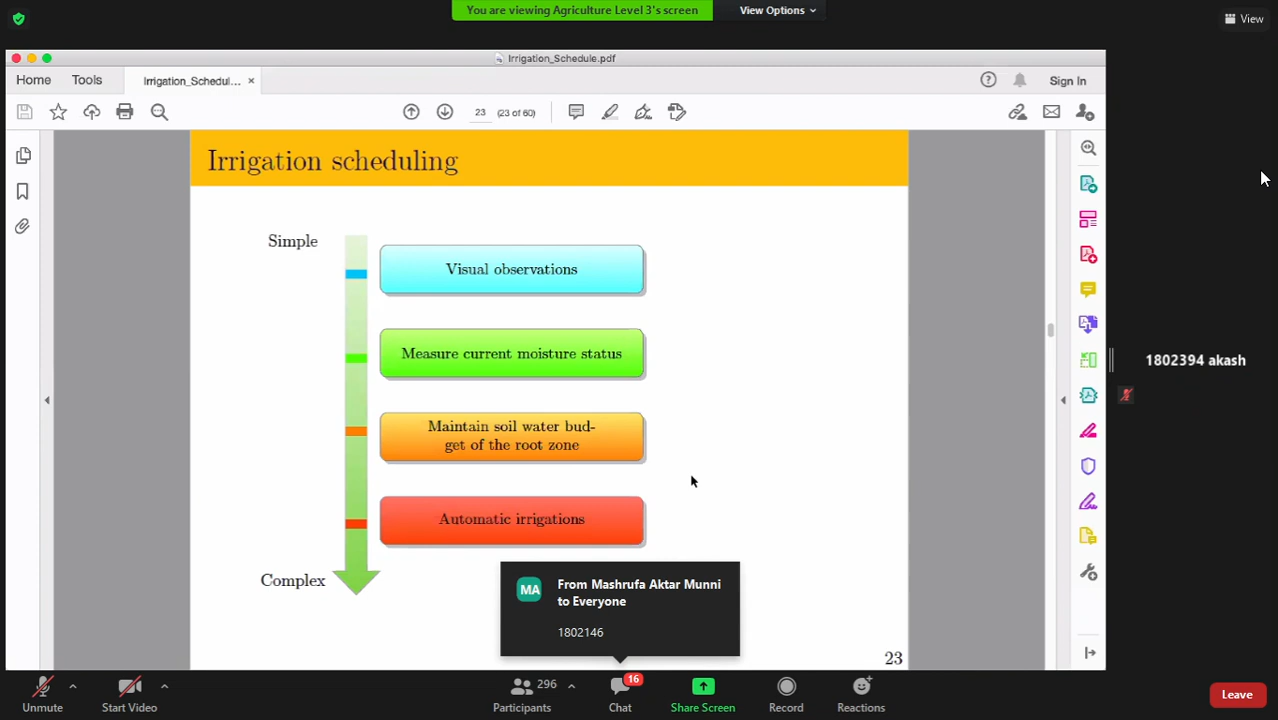 You are viewing Agriculture Level 3's screen
View Options
View
Irrigation_Schedule.pdf
Home
Tools
Irrigation_Schedul...
×
Sign In
23
(23 of 60)
Irrigation scheduling
Simple
Visual observations
Measure current moisture status
Maintain soil water bud-
get of the root zone
Automatic irrigations
Complex
1802394 akash
MA
From Mashrufa Aktar Munni
to Everyone
1802146
23
Unmute
Start Video
296
Participants
16
Chat
Share Screen
Record
Reactions
Leave